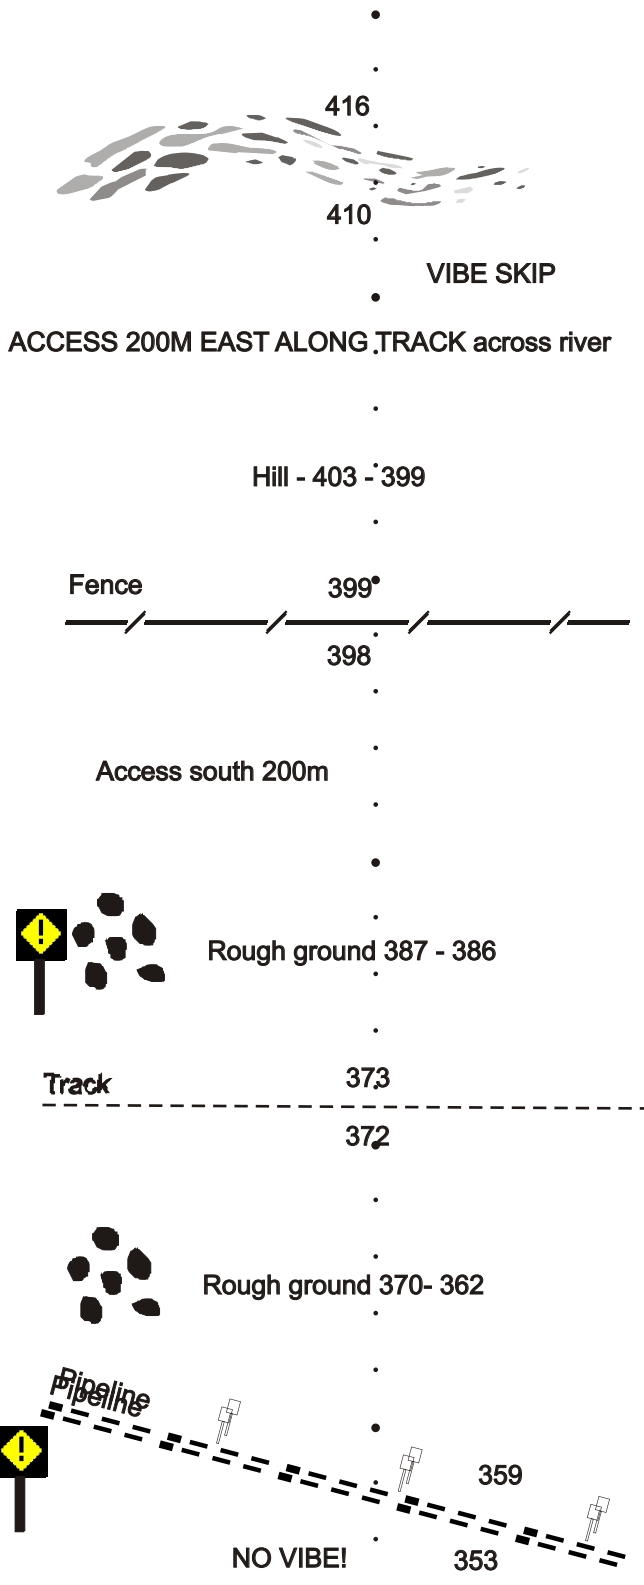 416
410
VIBE SKIP
ACCESS 200M EAST ALONG TRACK across river
Hill - 403 - 399
Fence
399
398
Access south 200m
!
Rough ground 387 - 386
Track
373
372
Rough ground 370- 362
Pipeline
Pipeline
!
359
NO VIBE!
353